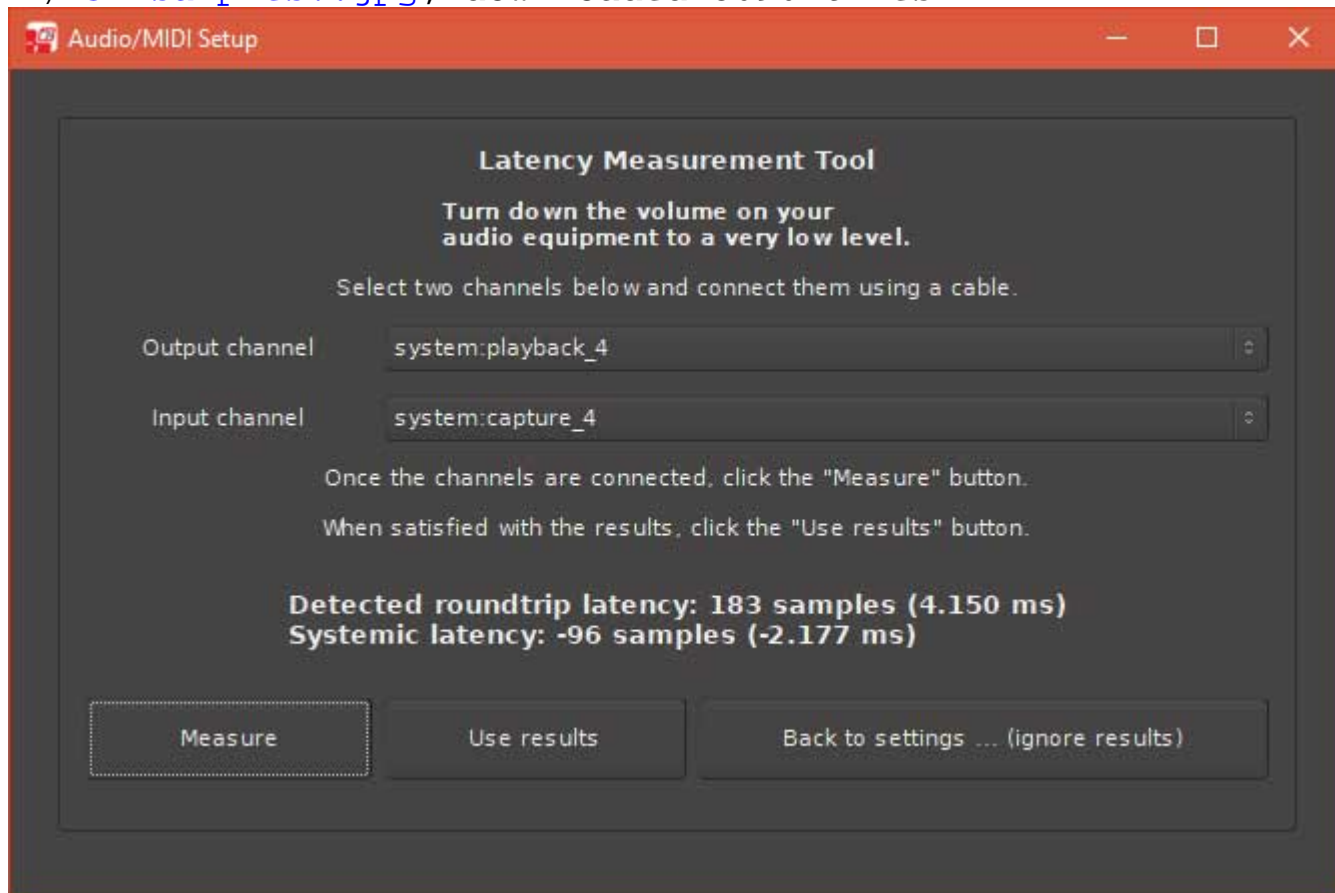 Audio/MIDI Setup
Latency Measurement Tool
Turn down the volume on your
audio equipment to a very low level.
Select two channels below and connect them using a cable.
Output channel system:playback_4
Input channel system:capture_4
Once the channels are connected, click the "Measure" button.
When satisfied with the results, click the "Use results" button.
Detected roundtrip latency: 183 samples (4.150 ms)
Systemic latency: -96 samples (-2.177 ms)
Measure Use results Back to settings ... (ignore results)